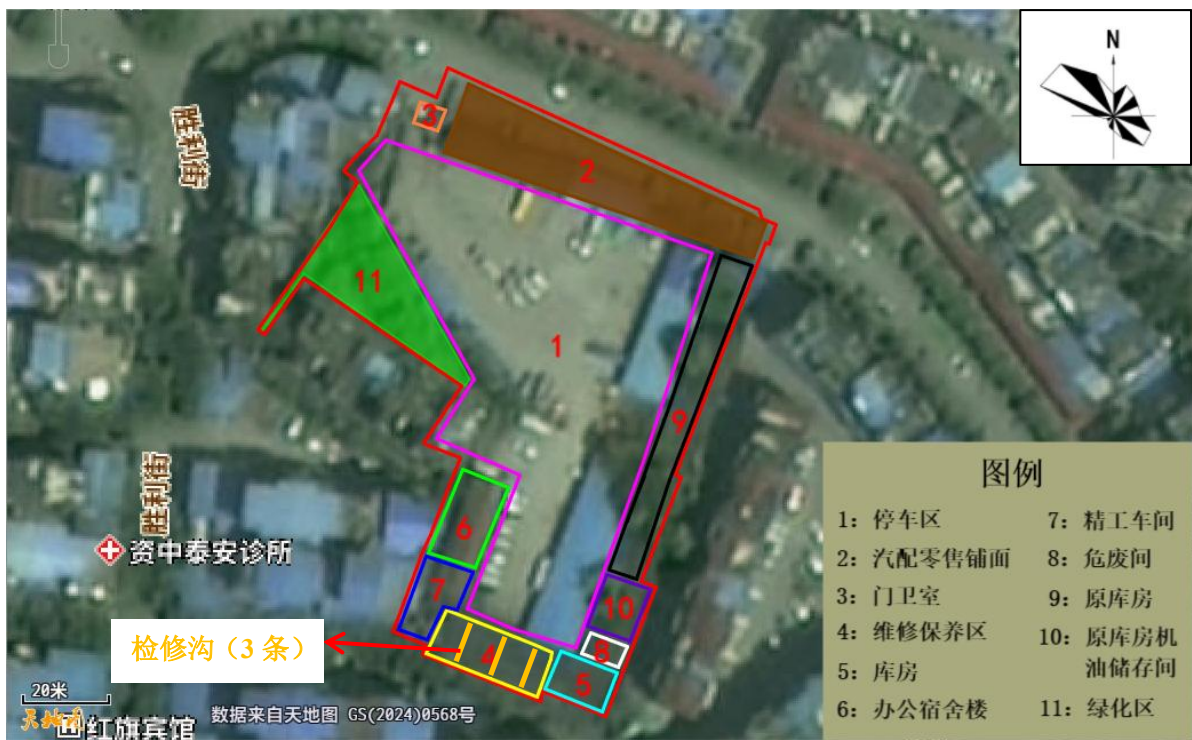 N
胜利街
3
2
11
1
9
胜利街
6
资中泰安诊所
7
10
检修沟（3 条）
4
8
5
20米
天地图
红旗宾馆
数据来自天地图 GS(2024)0568号
图例
1：停车区
2：汽配零售铺面
3：门卫室
4：维修保养区
5：库房
6：办公宿舍楼
7：精工车间
8：危废间
9：原库房
10：原库房机
油储存间
11：绿化区